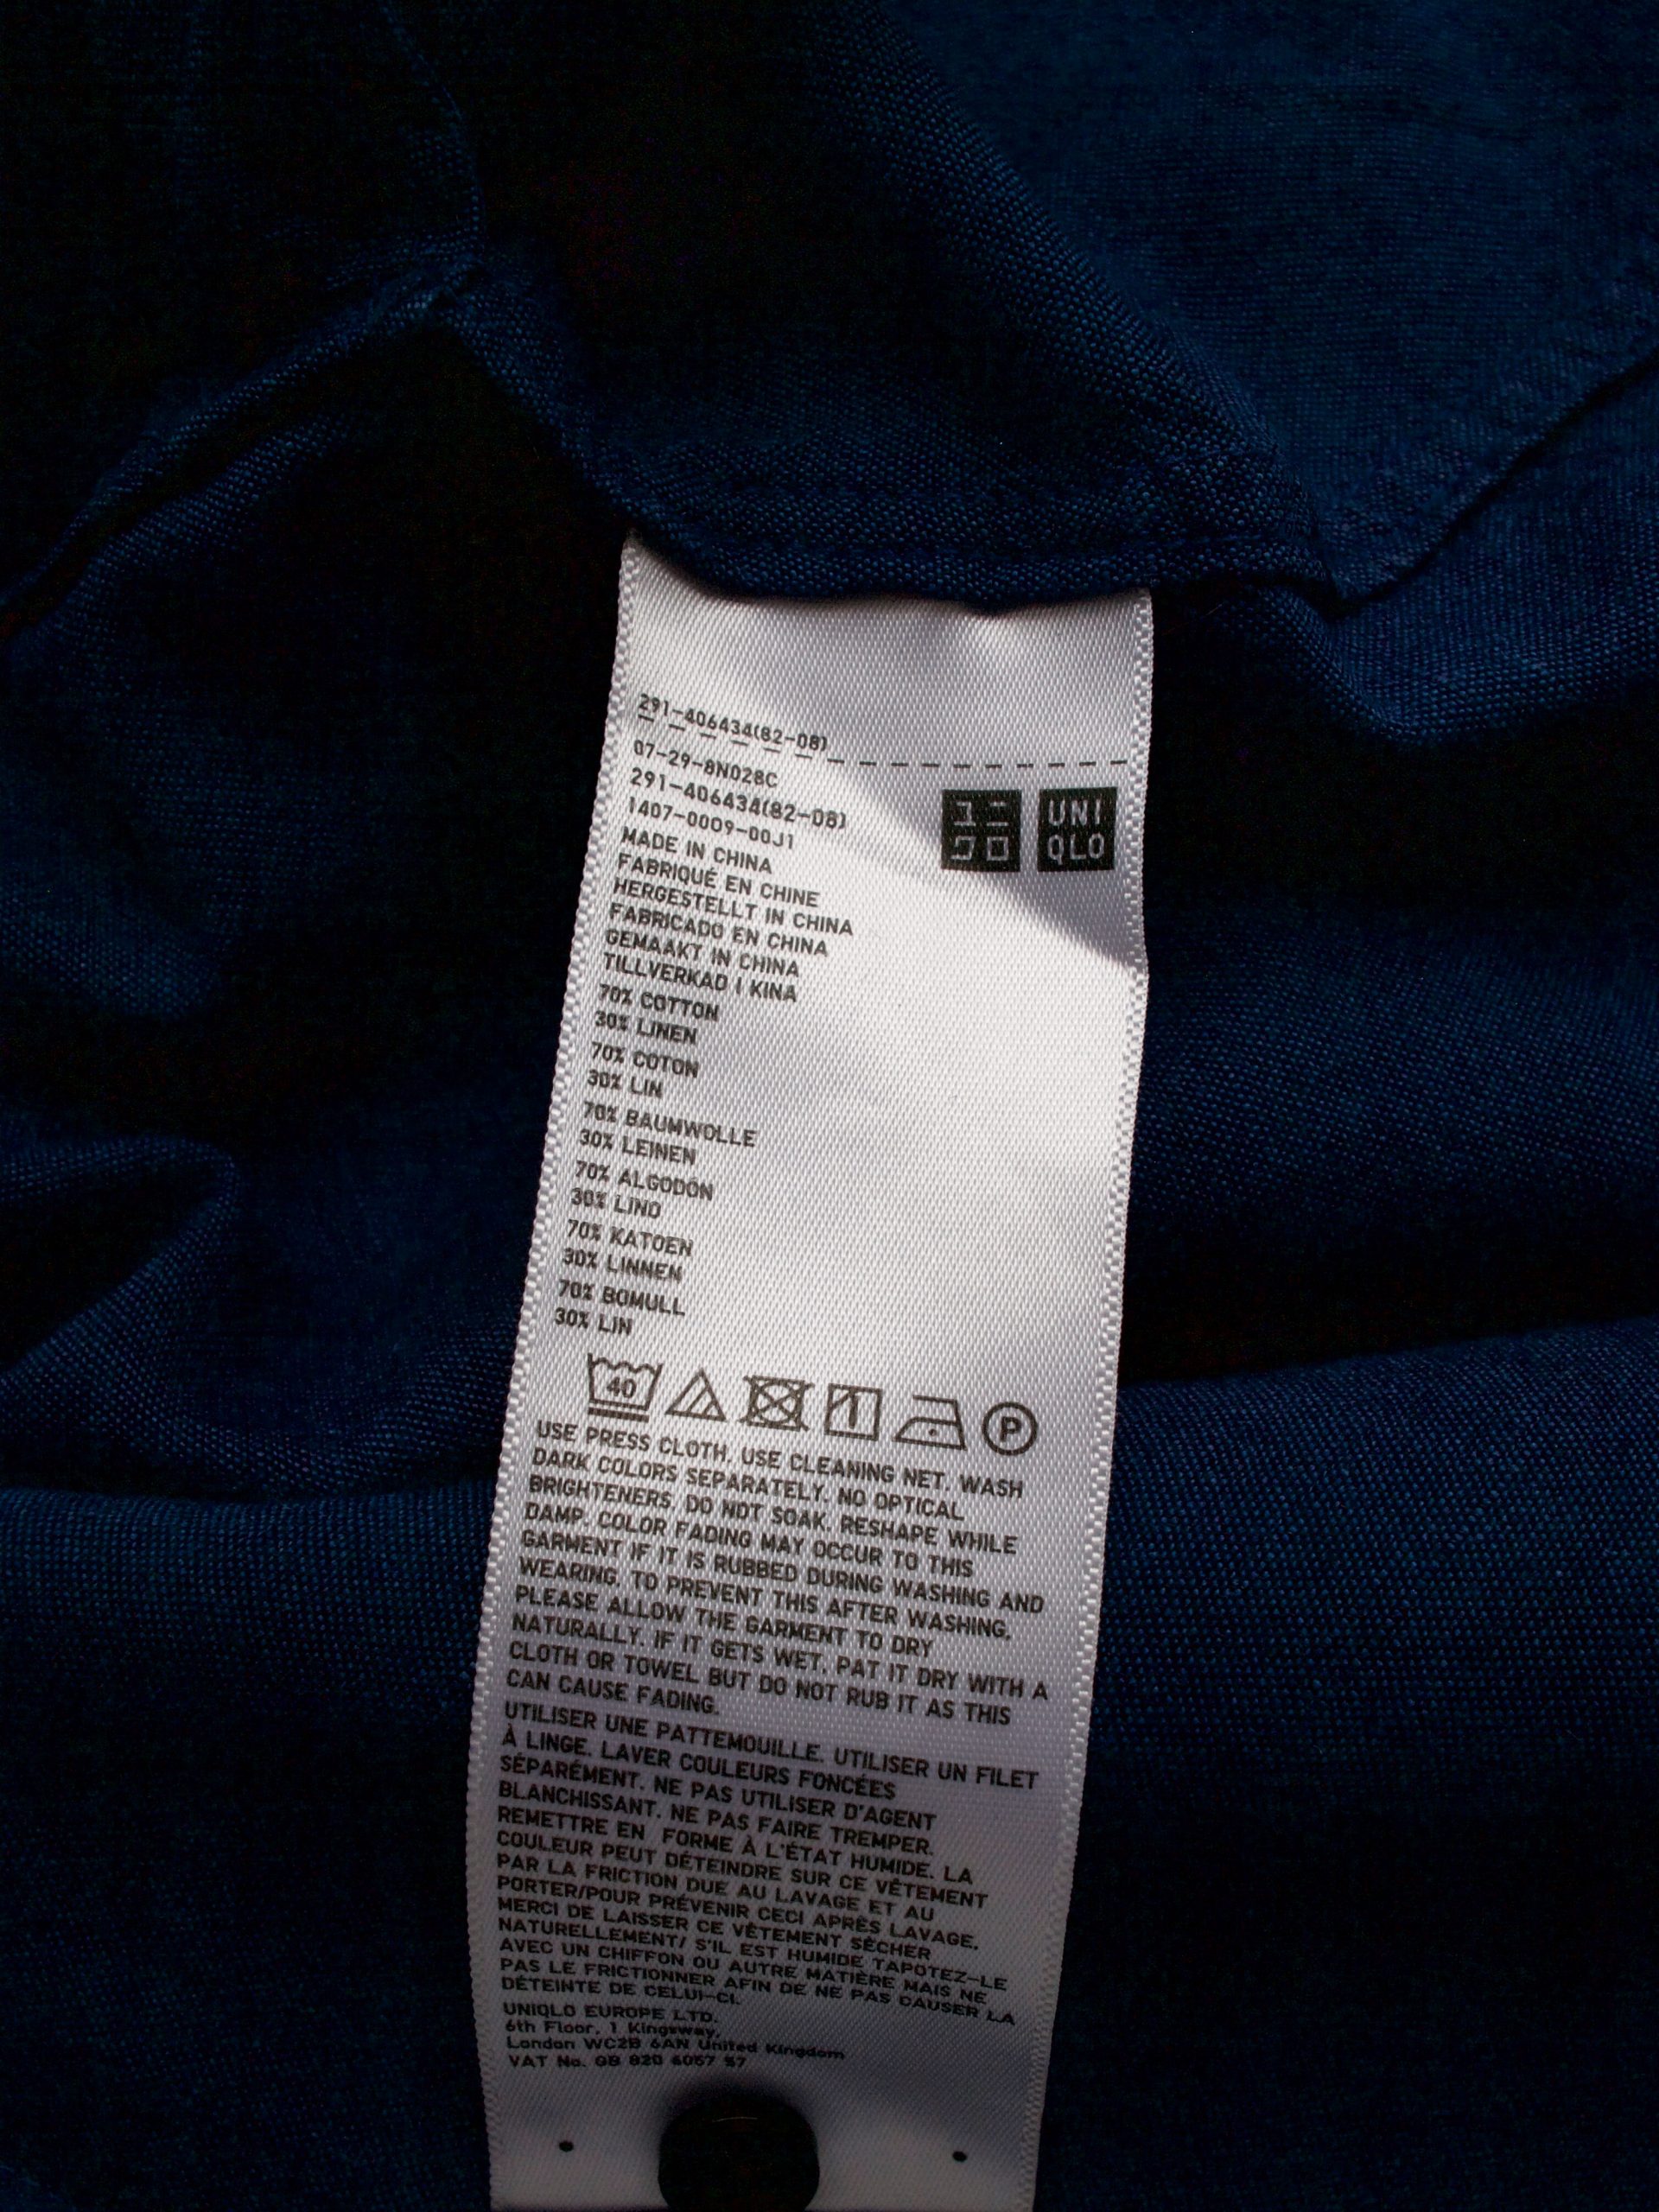 291-406434(82-08)
07-29-8N028C
291-406434(82-08)
1407-0009-00J1
ユニ
クロ
UNI
QLO
MADE IN CHINA
FABRIQUÉ EN CHINE
HERGESTELLT IN CHINA
FABRICADO EN CHINA
GEMAAKT IN CHINA
TILLVERKAD I KINA
70% COTTON
30% LINEN
70% COTON
30% LIN
70% BAUMWOLLE
30% LEINEN
70% ALGODON
30% LINO
70% KATOEN
30% LINNEN
70% BOMULL
30% LIN
40 P
USE PRESS CLOTH. USE CLEANING NET. WASH
DARK COLORS SEPARATELY. NO OPTICAL
BRIGHTENERS. DO NOT SOAK. RESHAPE WHILE
DAMP. COLOR FADING MAY OCCUR TO THIS
GARMENT IF IT IS RUBBED DURING WASHING AND
WEARING. TO PREVENT THIS AFTER WASHING,
PLEASE ALLOW THE GARMENT TO DRY
NATURALLY. IF IT GETS WET, PAT IT DRY WITH A
CLOTH OR TOWEL BUT DO NOT RUB IT AS THIS
CAN CAUSE FADING.
UTILISER UNE PATTEMOUILLE. UTILISER UN FILET
À LINGE. LAVER COULEURS FONCÉES
SÉPARÉMENT. NE PAS UTILISER D'AGENT
BLANCHISSANT. NE PAS FAIRE TREMPER.
REMETTRE EN FORME À L'ÉTAT HUMIDE. LA
COULEUR PEUT DÉTEINDRE SUR CE VÊTEMENT
PAR LA FRICTION DUE AU LAVAGE ET AU
PORTER/POUR PRÉVENIR CECI APRÈS LAVAGE,
MERCI DE LAISSER CE VÊTEMENT SÉCHER
NATURELLEMENT/ S'IL EST HUMIDE TAPOTEZ-LE
AVEC UN CHIFFON OU AUTRE MATIÈRE MAIS NE
PAS LE FRICTIONNER AFIN DE NE PAS CAUSER LA
DÉTEINTE DE CELUI-CI.
UNIQLO EUROPE LTD.
6th Floor, 1 Kingsway,
London WC2B 6AN United Kingdom
VAT No. GB 820 6057 57